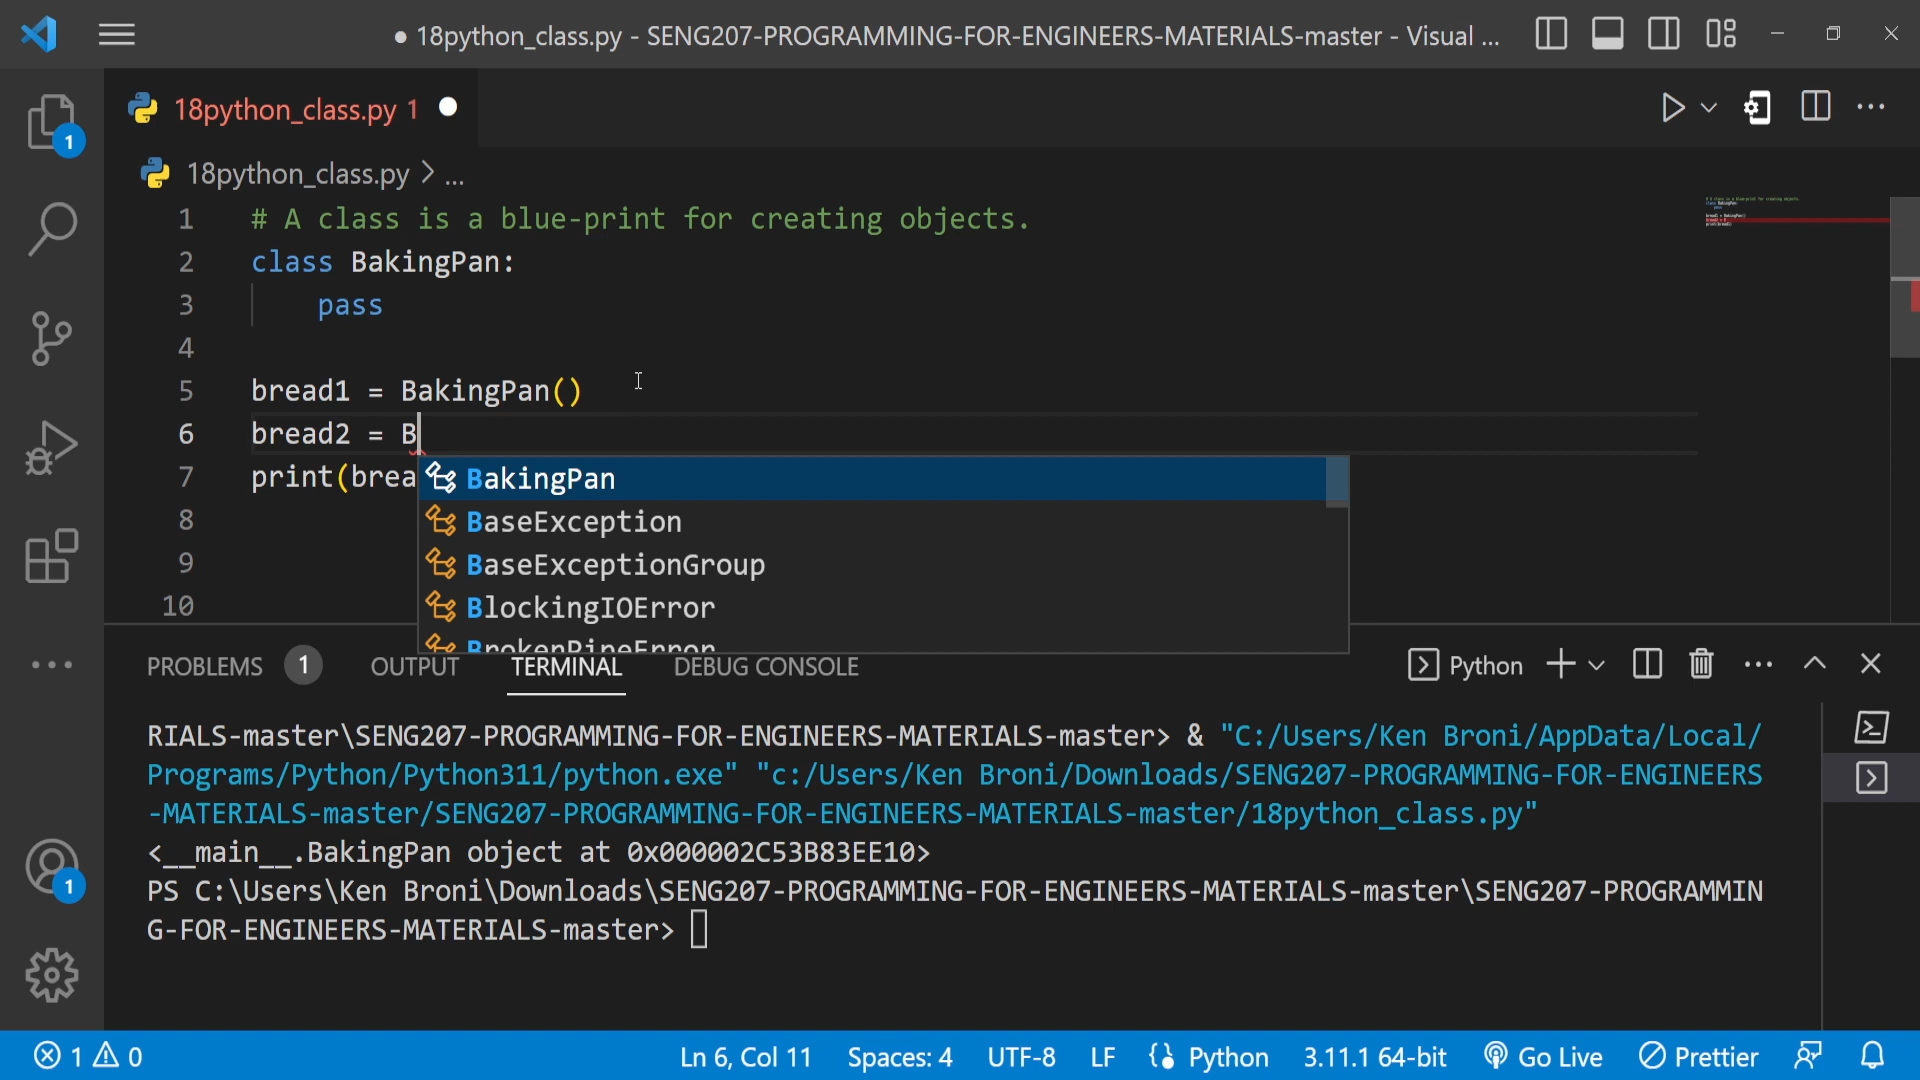 ● 18python_class.py - SENG207-PROGRAMMING-FOR-ENGINEERS-MATERIALS-master - Visual ...
18python_class.py 1
18python_class.py > ...
1 # A class is a blue-print for creating objects.
2 class BakingPan:
3 pass
4
5 bread1 = BakingPan()
6 bread2 = B
7 print(brea
BakingPan
8 BaseException
9 BaseExceptionGroup
10 BlockingIOError
BrokenPipeError
PROBLEMS 1 OUTPUT TERMINAL DEBUG CONSOLE Python
RIALS-master\SENG207-PROGRAMMING-FOR-ENGINEERS-MATERIALS-master> & "C:/Users/Ken Broni/AppData/Local/
Programs/Python/Python311/python.exe" "c:/Users/Ken Broni/Downloads/SENG207-PROGRAMMING-FOR-ENGINEERS
-MATERIALS-master/SENG207-PROGRAMMING-FOR-ENGINEERS-MATERIALS-master/18python_class.py"
<__main__.BakingPan object at 0x000002C53B83EE10>
PS C:\Users\Ken Broni\Downloads\SENG207-PROGRAMMING-FOR-ENGINEERS-MATERIALS-master\SENG207-PROGRAMMIN
G-FOR-ENGINEERS-MATERIALS-master>
1
1
1 0 Ln 6, Col 11 Spaces: 4 UTF-8 LF Python 3.11.1 64-bit Go Live Prettier